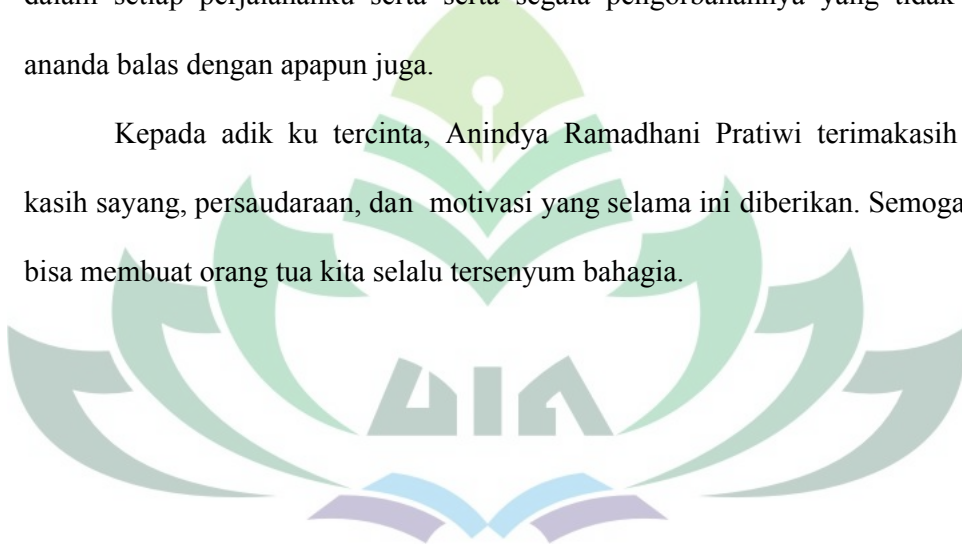 dalam setiap perjalananku serta serta segala pengorbanannya yang tidak
ananda balas dengan apapun juga.
Kepada adik ku tercinta, Anindya Ramadhani Pratiwi terimakasih
kasih sayang, persaudaraan, dan motivasi yang selama ini diberikan. Semoga
bisa membuat orang tua kita selalu tersenyum bahagia.
UIN